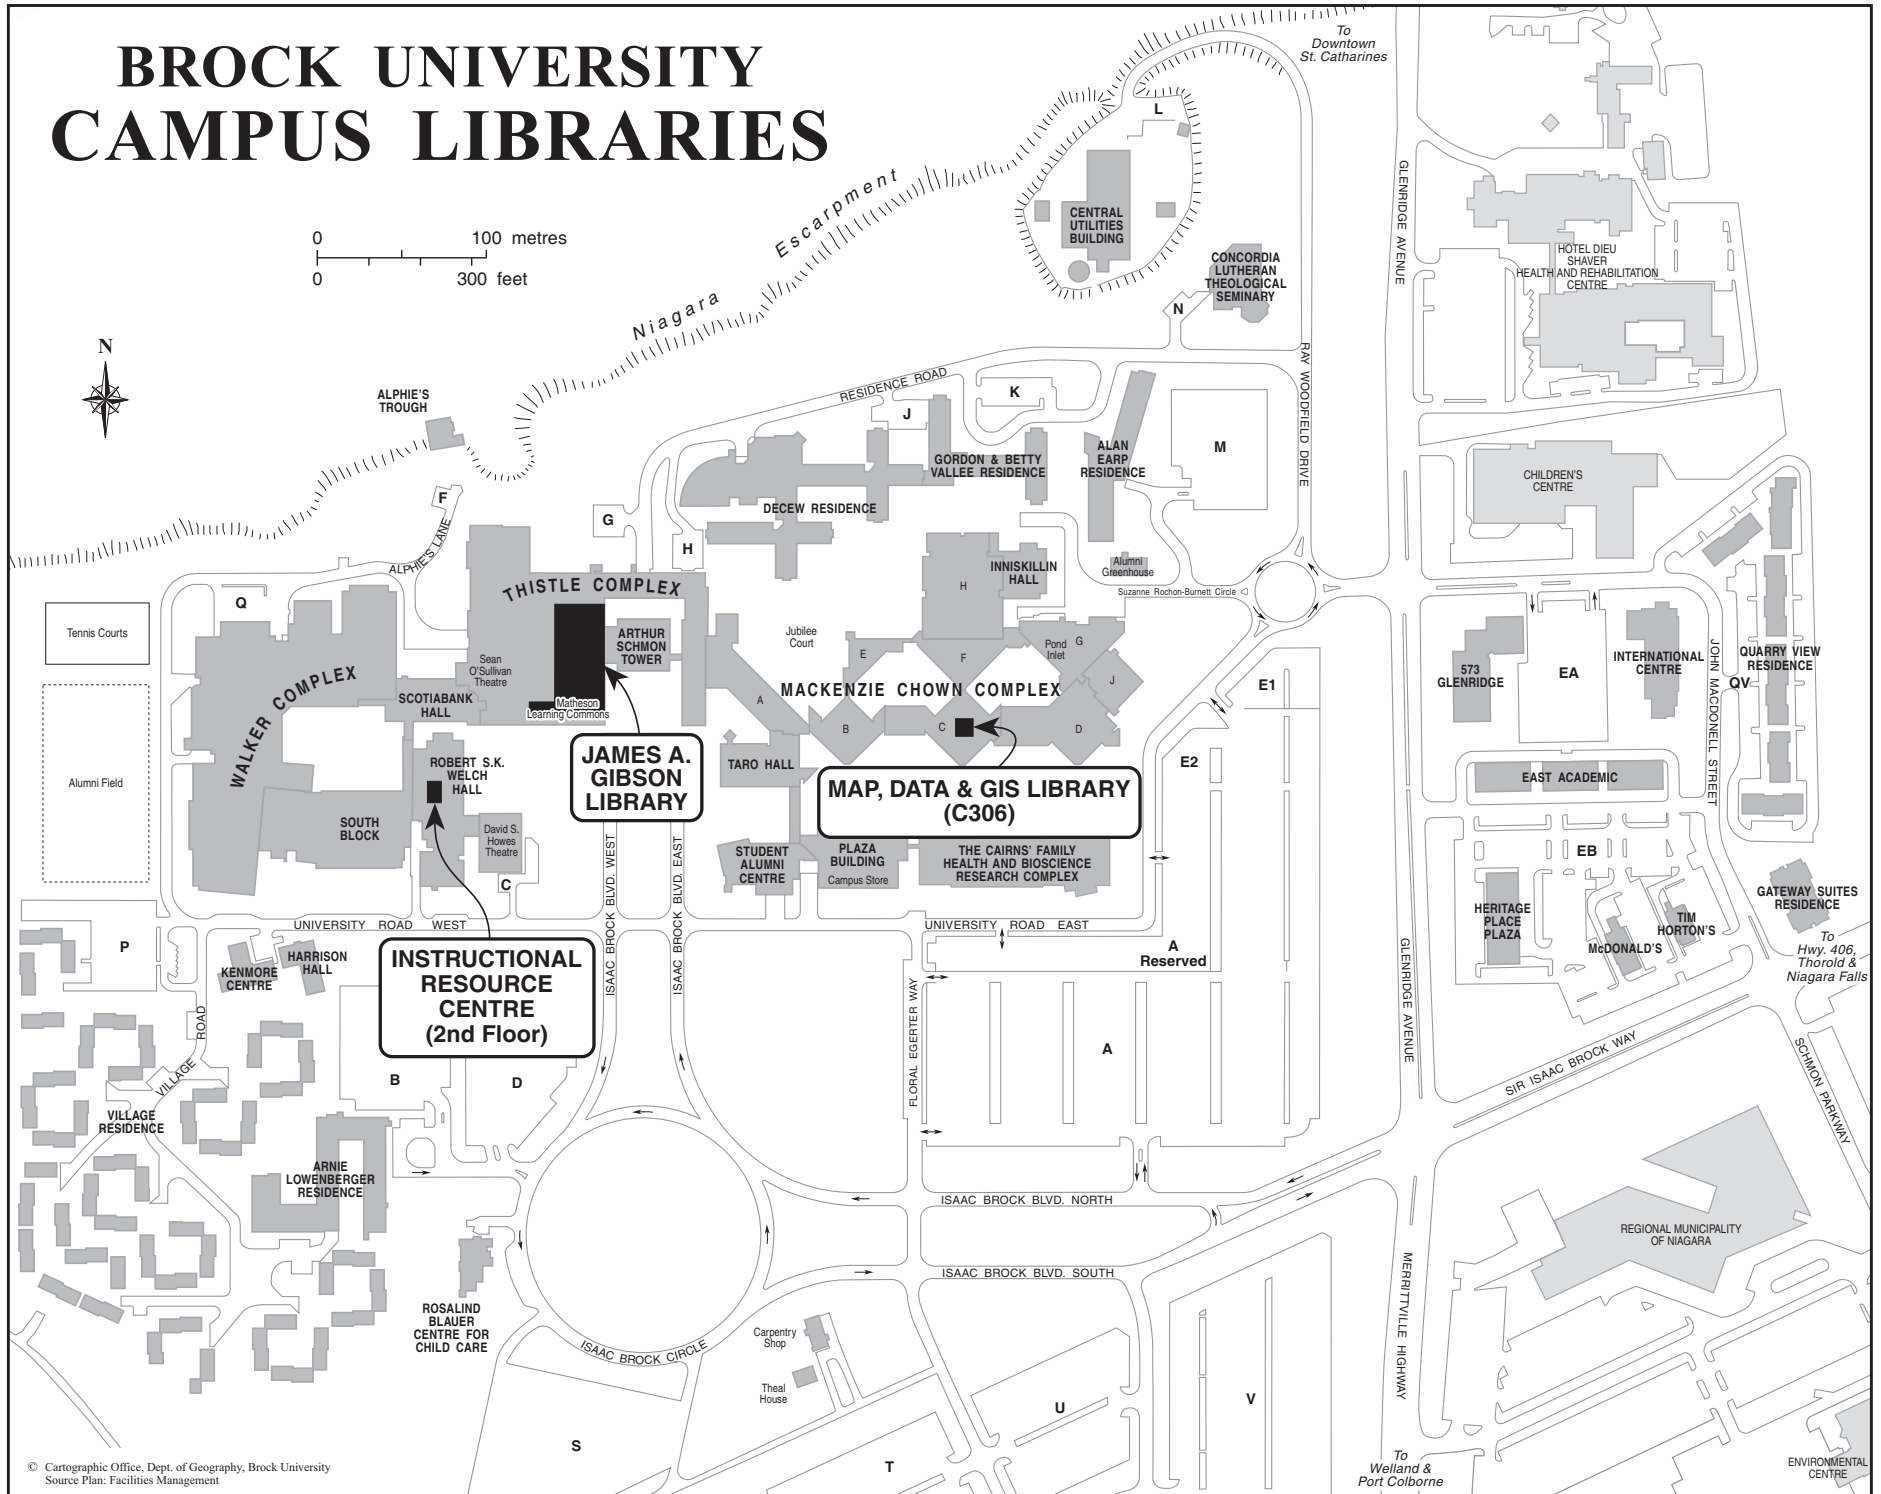 BROCK UNIVERSITY
CAMPUS LIBRARIES
0 100 metres
0 300 feet
N
Niagara Escarpment
To
Downtown
St. Catharines
L
CENTRAL
UTILITIES
BUILDING
CONCORDIA
LUTHERAN
THEOLOGICAL
SEMINARY
N
GLENRIDGE AVENUE
HOTEL DIEU
SHAVER
HEALTH AND REHABILITATION
CENTRE
RAY WOODFIELD DRIVE
ALPHIE'S
TROUGH
RESIDENCE ROAD
K
J
M
GORDON & BETTY
VALLEE RESIDENCE
ALAN
EARP
RESIDENCE
CHILDREN'S
CENTRE
DECEW RESIDENCE
F
G
H
ALPHIE'S LANE
Q
Tennis Courts
THISTLE COMPLEX
ARTHUR
SCHMON
TOWER
Jubilee
Court
H
INNISKILLIN
HALL
Alumni
Greenhouse
Suzanne Rochon-Burnett Circle
Sean
O'Sullivan
Theatre
E
F
Pond
Inlet
G
J
MACKENZIE CHOWN COMPLEX
A
B
C
D
Matheson
Learning Commons
SCOTIABANK
HALL
WALKER COMPLEX
Alumni Field
E1
E2
573
GLENRIDGE
EA
INTERNATIONAL
CENTRE
JOHN MACDONELL STREET
QUARRY VIEW
RESIDENCE
QV
EAST ACADEMIC
JAMES A.
GIBSON
LIBRARY
TARO HALL
MAP, DATA & GIS LIBRARY
(C306)
ROBERT S.K.
WELCH
HALL
SOUTH
BLOCK
David S.
Howes
Theatre
C
STUDENT
ALUMNI
CENTRE
PLAZA
BUILDING
Campus Store
THE CAIRNS' FAMILY
HEALTH AND BIOSCIENCE
RESEARCH COMPLEX
EB
HERITAGE
PLACE
PLAZA
McDONALD'S
TIM
HORTON'S
GATEWAY SUITES
RESIDENCE
To
Hwy. 406,
Thorold &
Niagara Falls
ISAAC BROCK BLVD. WEST
ISAAC BROCK BLVD. EAST
UNIVERSITY ROAD WEST
UNIVERSITY ROAD EAST
A
Reserved
P
KENMORE
CENTRE
HARRISON
HALL
INSTRUCTIONAL
RESOURCE
CENTRE
(2nd Floor)
ISAAC BROCK BLVD. WEST
ISAAC BROCK BLVD. EAST
FLORAL EGERTER WAY
A
GLENRIDGE AVENUE
SIR ISAAC BROCK WAY
SCHMON PARKWAY
VILLAGE ROAD
B
D
VILLAGE
RESIDENCE
ARNIE
LOWENBERGER
RESIDENCE
ISAAC BROCK BLVD. NORTH
ISAAC BROCK BLVD. SOUTH
REGIONAL MUNICIPALITY
OF NIAGARA
MERRITTVILLE HIGHWAY
ROSALIND
BLAUER
CENTRE FOR
CHILD CARE
ISAAC BROCK CIRCLE
Carpentry
Shop
Theal
House
S
T
U
V
To
Welland &
Port Colborne
ENVIRONMENTAL
CENTRE
© Cartographic Office, Dept. of Geography, Brock University
Source Plan: Facilities Management